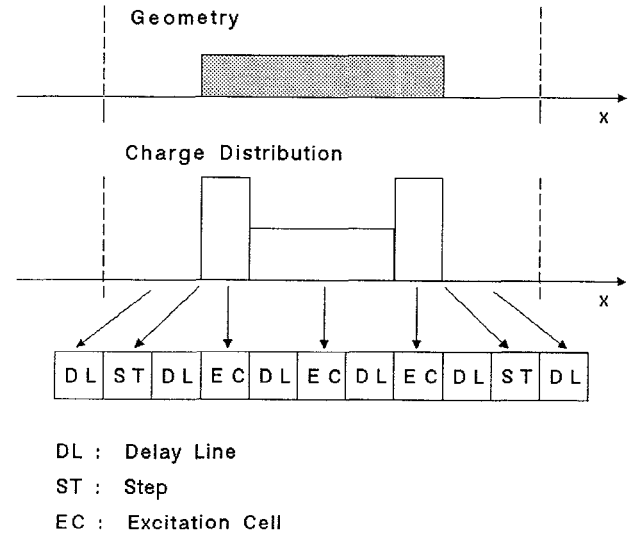 Geometry
x
Charge Distribution
x
DL ST DL EC DL EC DL EC DL ST DL
DL : Delay Line
ST : Step
EC : Excitation Cell